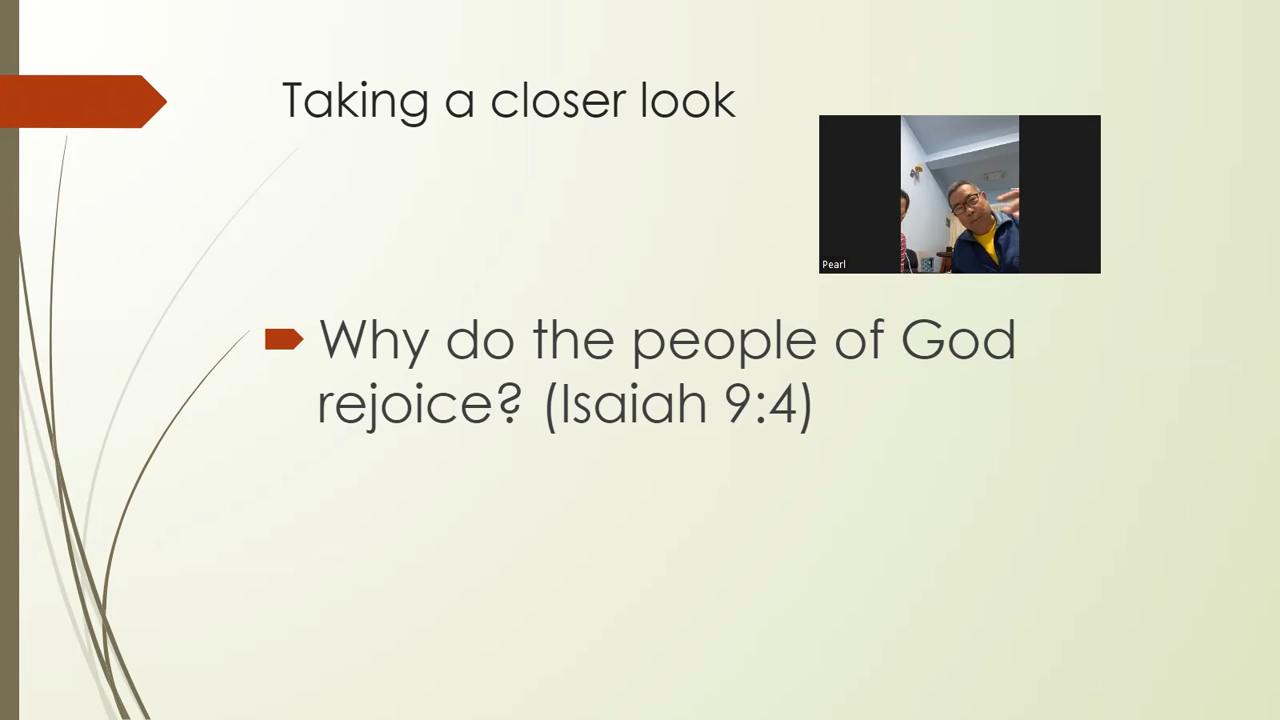 Taking a closer look
Pearl
Why do the people of God
rejoice? (Isaiah 9:4)